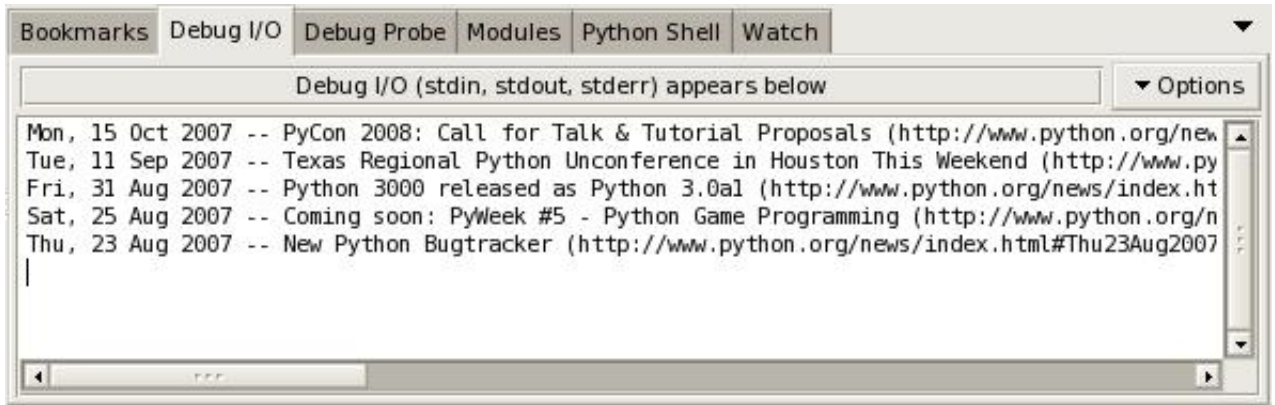 Bookmarks Debug I/O Debug Probe Modules Python Shell Watch
Debug I/O (stdin, stdout, stderr) appears below Options
Mon, 15 Oct 2007 -- PyCon 2008: Call for Talk & Tutorial Proposals (http://www.python.org/new
Tue, 11 Sep 2007 -- Texas Regional Python Unconference in Houston This Weekend (http://www.py
Fri, 31 Aug 2007 -- Python 3000 released as Python 3.0a1 (http://www.python.org/news/index.ht
Sat, 25 Aug 2007 -- Coming soon: PyWeek #5 - Python Game Programming (http://www.python.org/n
Thu, 23 Aug 2007 -- New Python Bugtracker (http://www.python.org/news/index.html#Thu23Aug2007